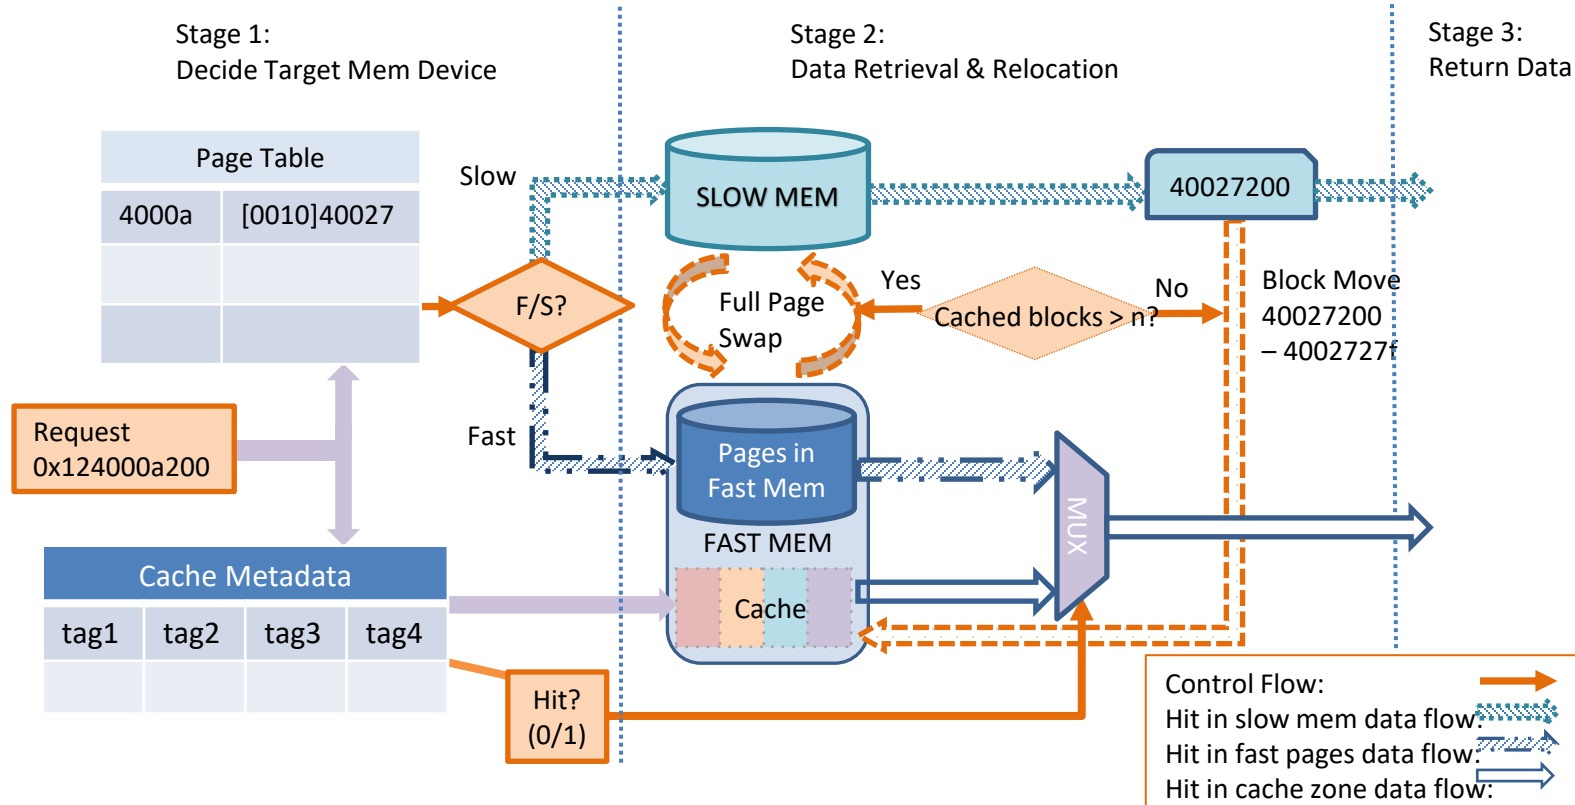 Stage 1:
Decide Target Mem Device
Stage 2:
Data Retrieval & Relocation
Stage 3:
Return Data
Page Table
4000a
[0010]40027
Slow
SLOW MEM
40027200
F/S?
Full Page
Swap
Yes
Cached blocks > n?
No
Block Move
40027200
– 4002727f
Request
0x124000a200
Fast
Pages in
Fast Mem
FAST MEM
MUX
Cache
Cache Metadata
tag1
tag2
tag3
tag4
Hit?
(0/1)
Control Flow:
Hit in slow mem data flow:
Hit in fast pages data flow:
Hit in cache zone data flow: